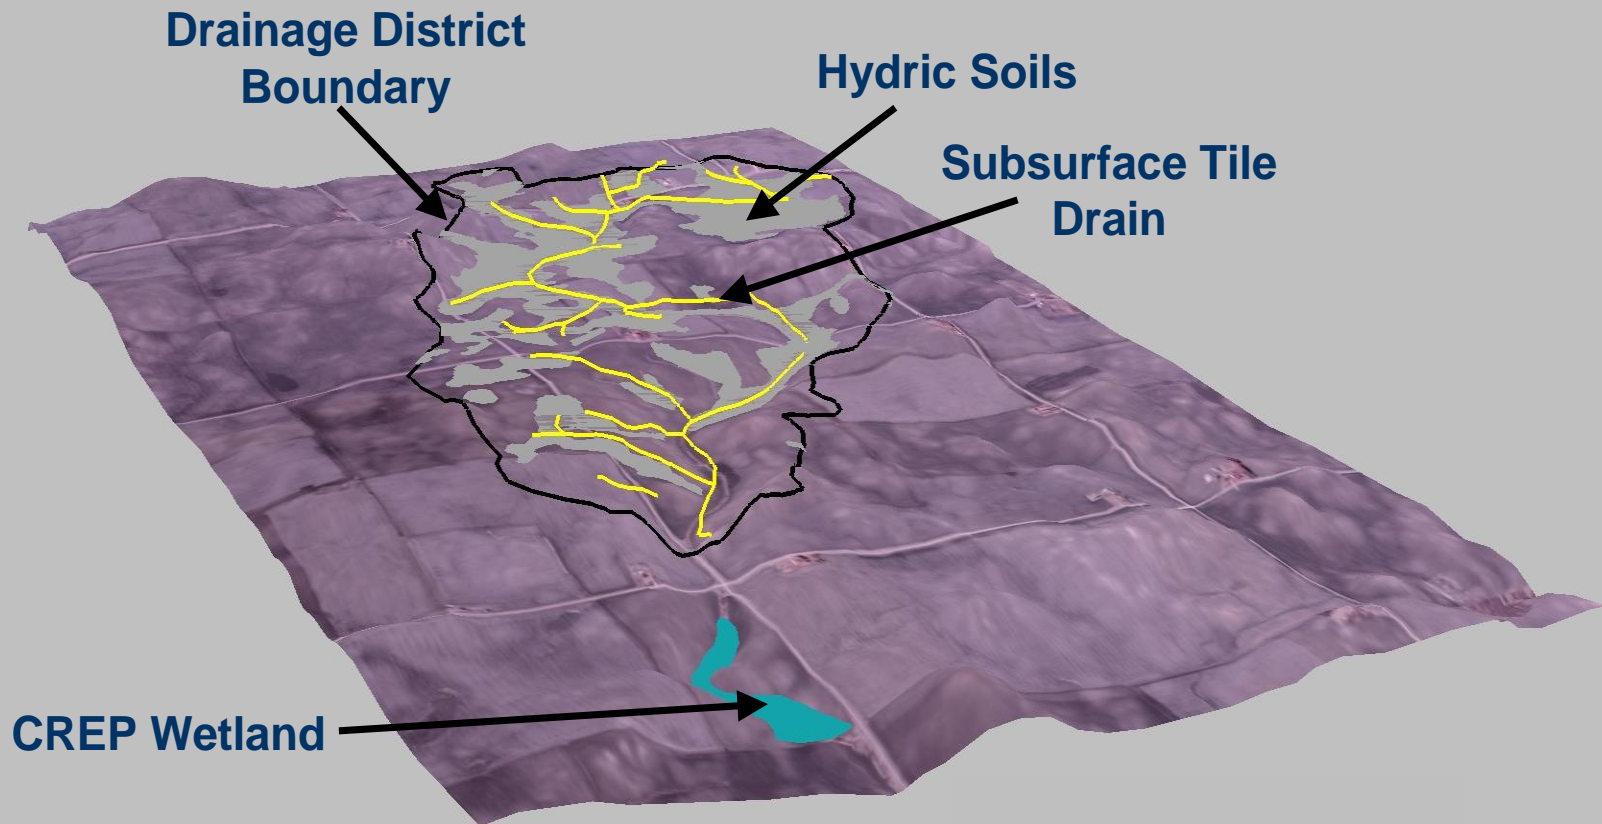 Drainage District
Boundary
Hydric Soils
Subsurface Tile
Drain
CREP Wetland